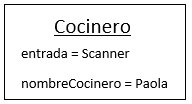 Cocinero
entrada = Scanner
nombreCocinero = Paola